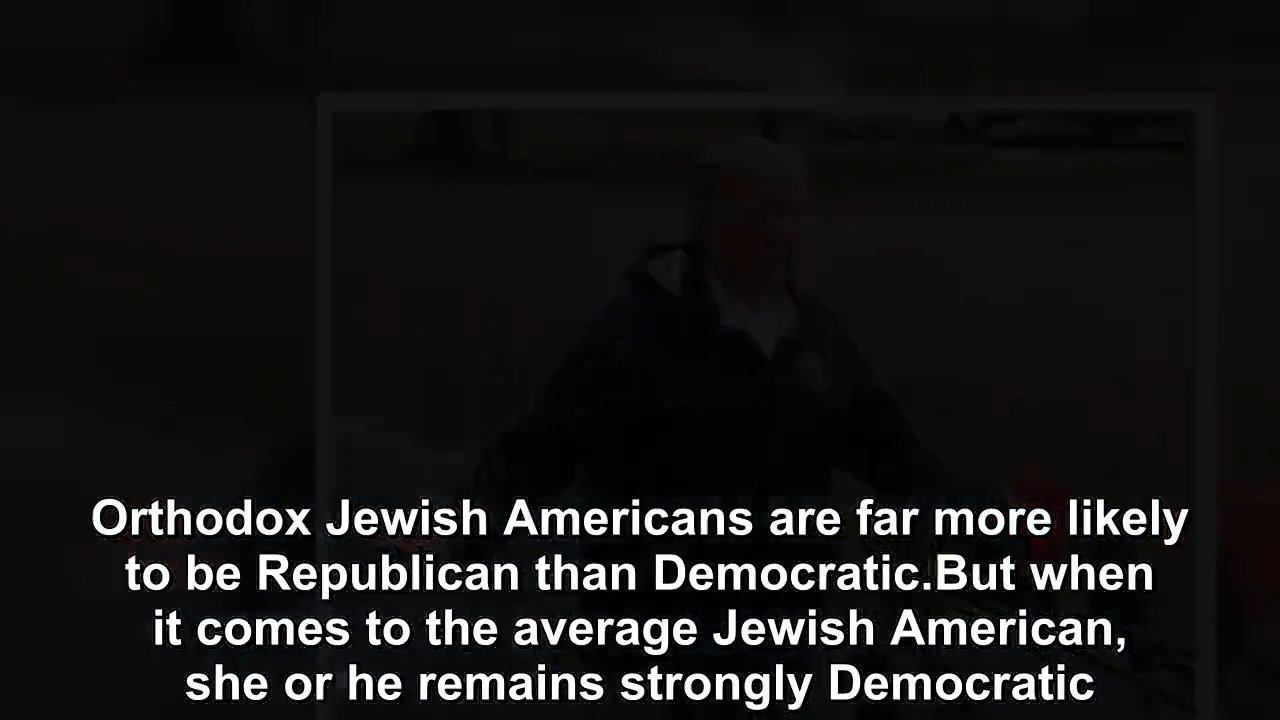 Orthodox Jewish Americans are far more likely
to be Republican than Democratic.But when
it comes to the average Jewish American,
she or he remains strongly Democratic